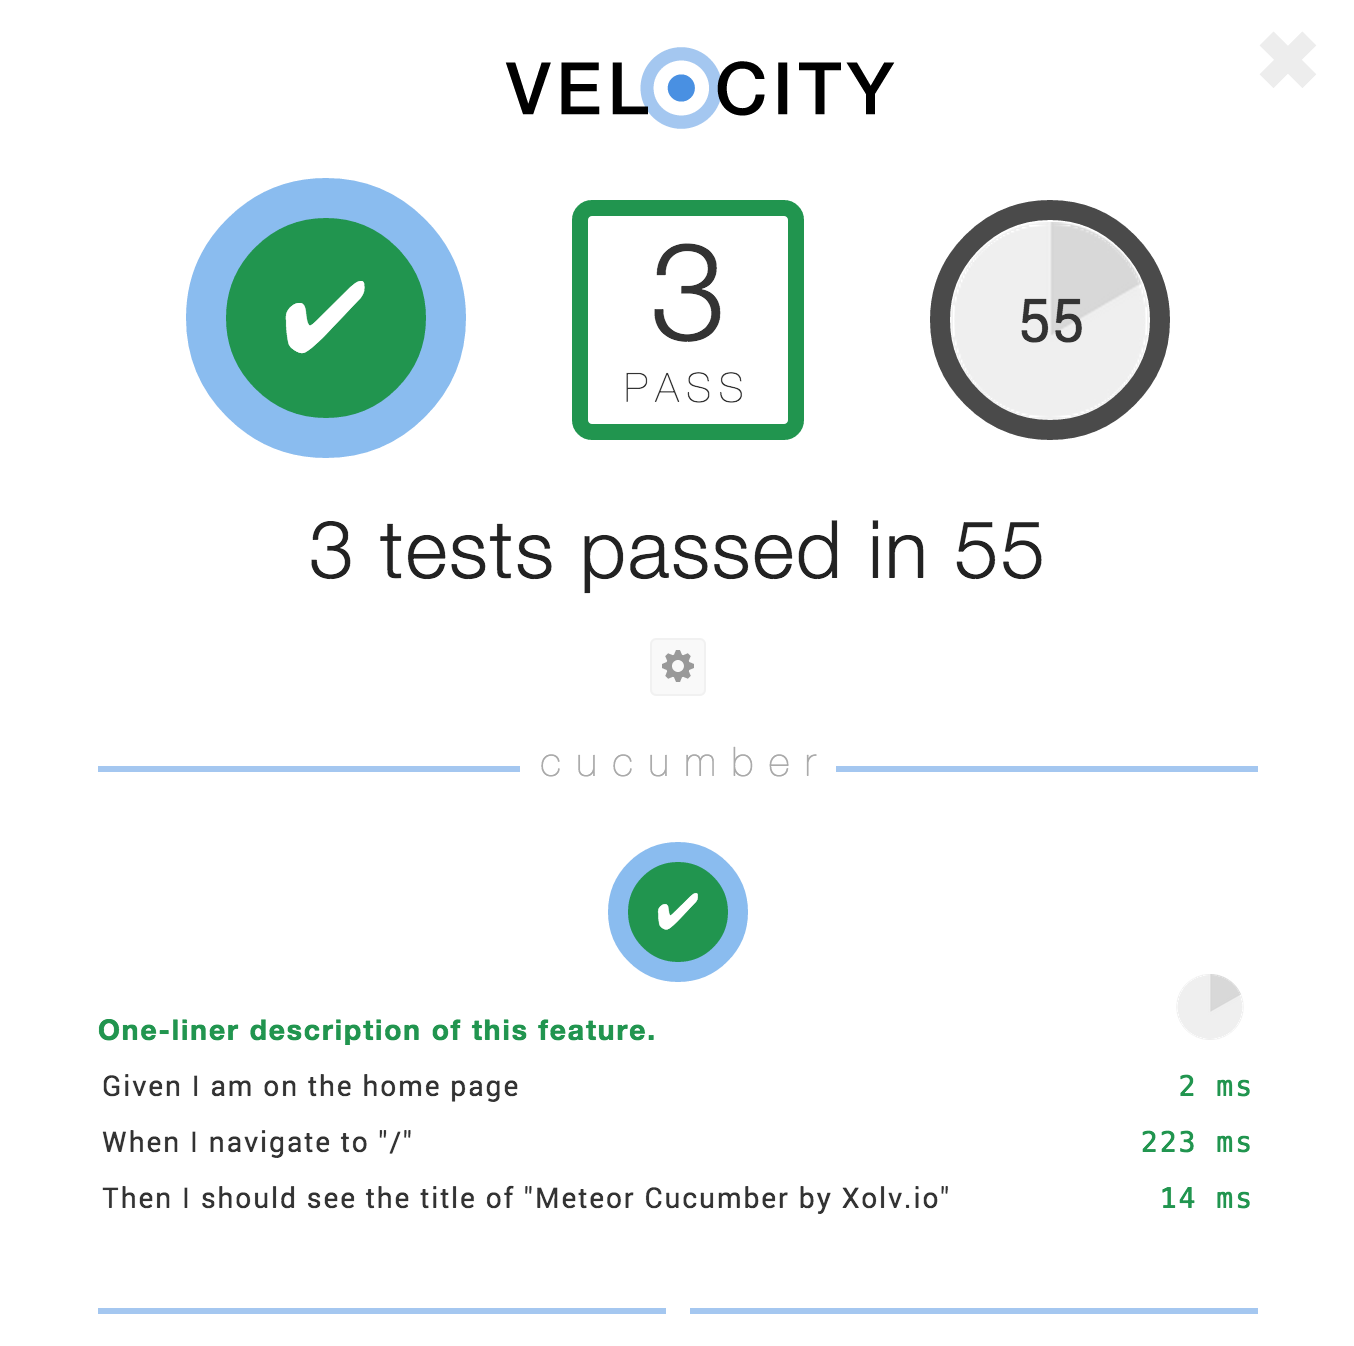 VELOCITY
3
PASS
55
3 tests passed in 55
cucumber
One-liner description of this feature.
Given I am on the home page 2 ms
When I navigate to "/" 223 ms
Then I should see the title of "Meteor Cucumber by Xolv.io" 14 ms